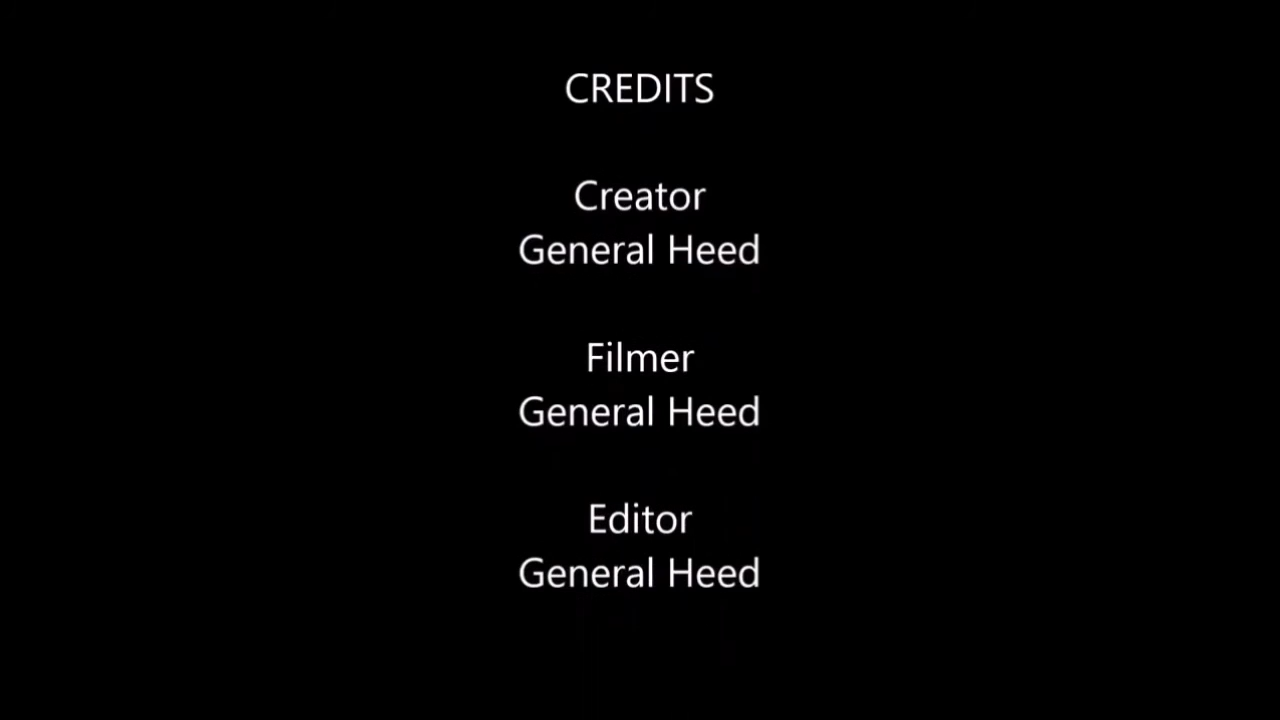 CREDITS
Creator
General Heed
Filmer
General Heed
Editor
General Heed